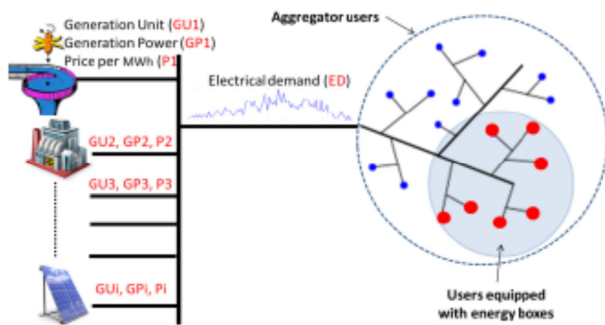 Generation Unit (GU1)
Generation Power (GP1)
Price per MWh (P1
Electrical demand (ED)
Aggregator users
GU2, GP2, P2
GU3, GP3, P3
GUi, GPi, Pi
Users equipped
with energy boxes